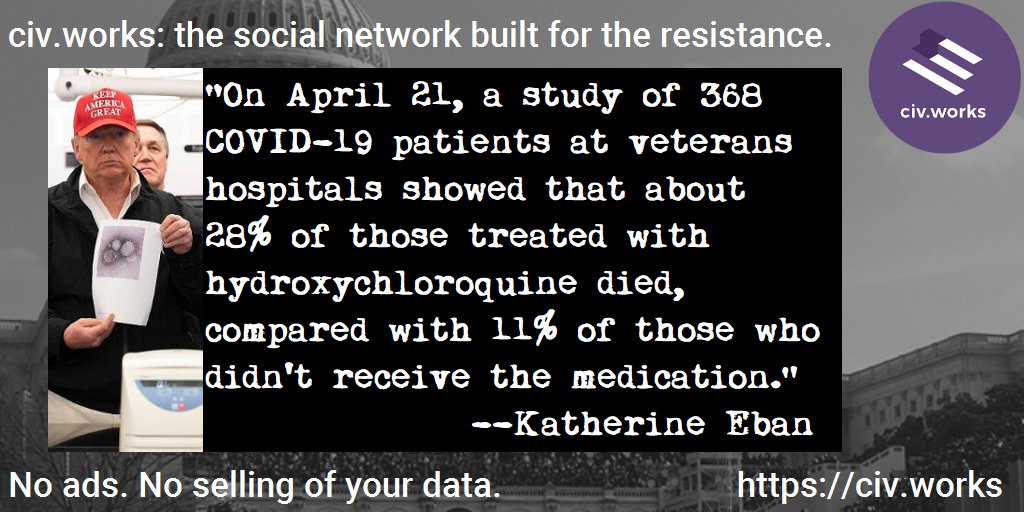 civ.works: the social network built for the resistance.
civ.works
KEEP
AMERICA
GREAT
"On April 21, a study of 368
COVID-19 patients at veterans
hospitals showed that about
28% of those treated with
hydroxychloroquine died,
compared with 11% of those who
didn't receive the medication."
--Katherine Eban
No ads. No selling of your data.
https://civ.works